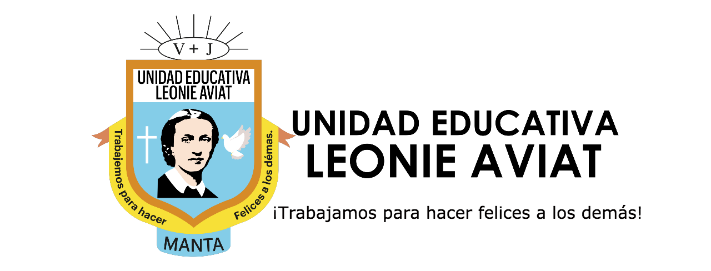 V + J
UNIDAD EDUCATIVA
LEONIE AVIAT
Trabajemos para hacer
Felices a los démas.
MANTA
UNIDAD EDUCATIVA
LEONIE AVIAT
¡Trabajamos para hacer felices a los demás!